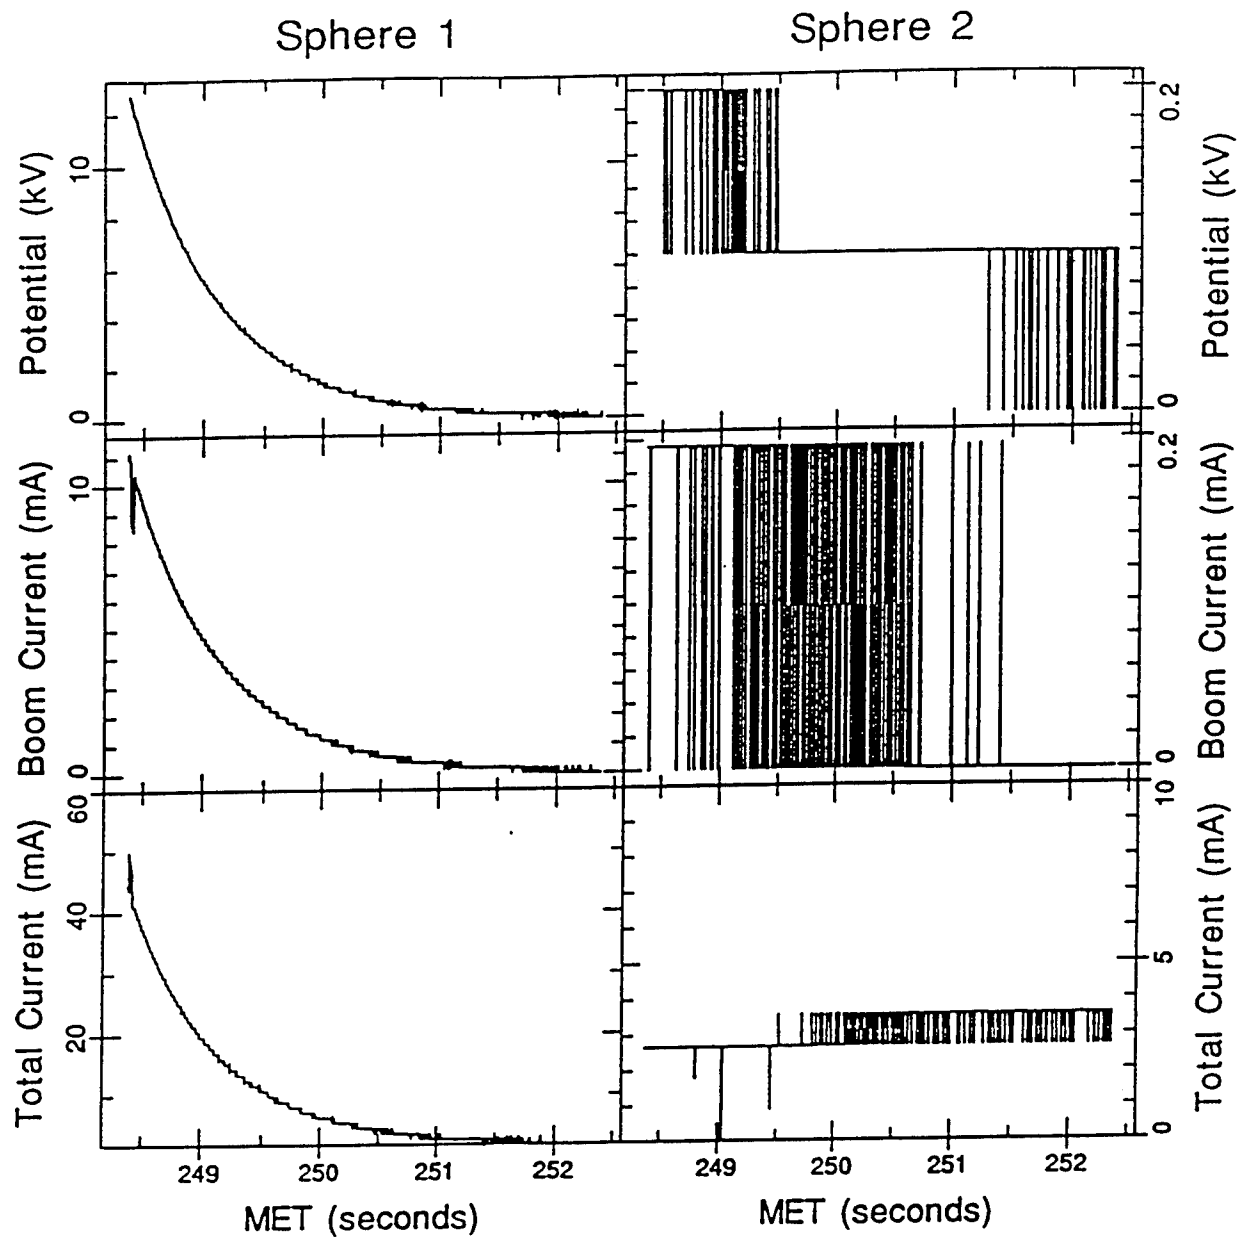 Sphere 1
Sphere 2
Potential (kV)
10
0
0.2
0
Potential (kV)
Boom Current (mA)
10
0
0.2
0
Boom Current (mA)
Total Current (mA)
60
50
40
20
10
5
0
Total Current (mA)
249 250 251 252
249 250 251 252
MET (seconds)
MET (seconds)